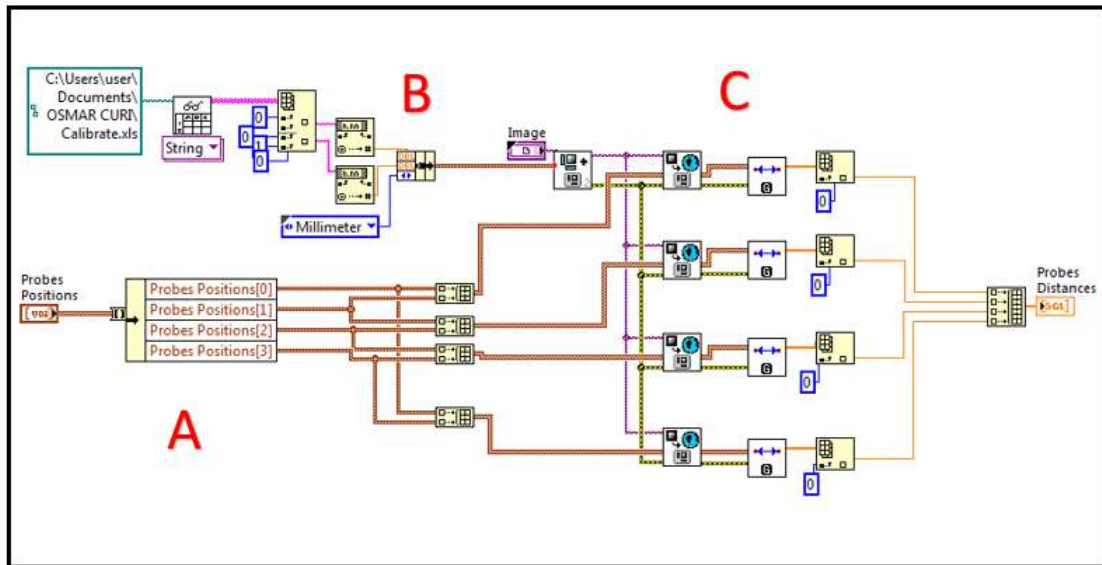 C:\Users\user\
Documents\
OSMAR CURI\
Calibrate.xls
String
0
0
1
0
B
Millimeter
Image
C
0
0
0
0
Probes
Positions
Probes Positions[0]
Probes Positions[1]
Probes Positions[2]
Probes Positions[3]
A
G
G
G
G
Probes
Distances
SGL